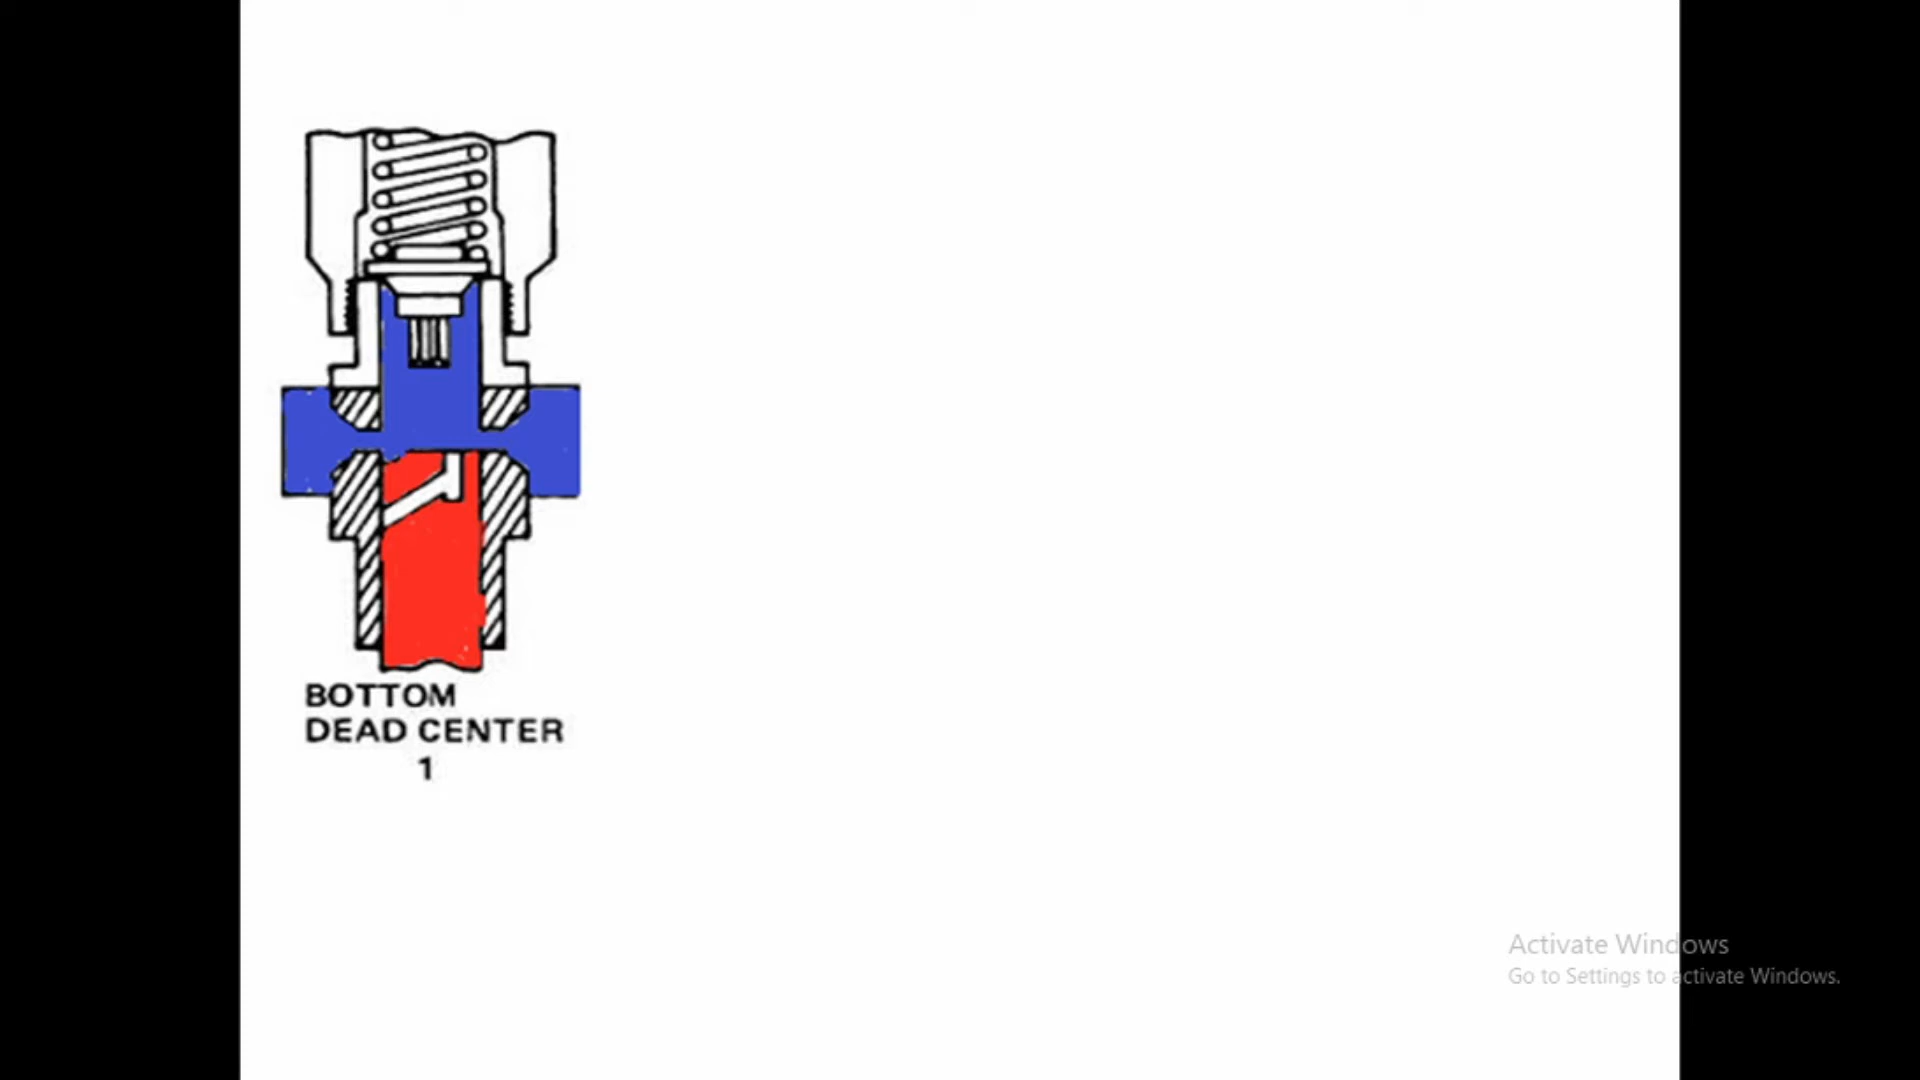 BOTTOM
DEAD CENTER
1
Activate Windows
Go to Settings to activate Windows.